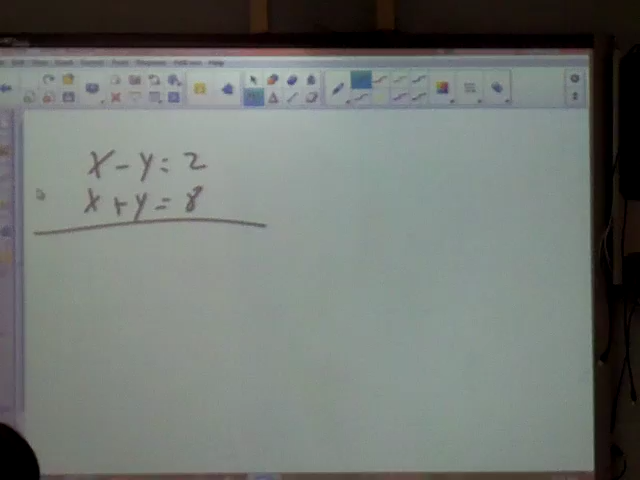 x - y = 2
x + y = 8